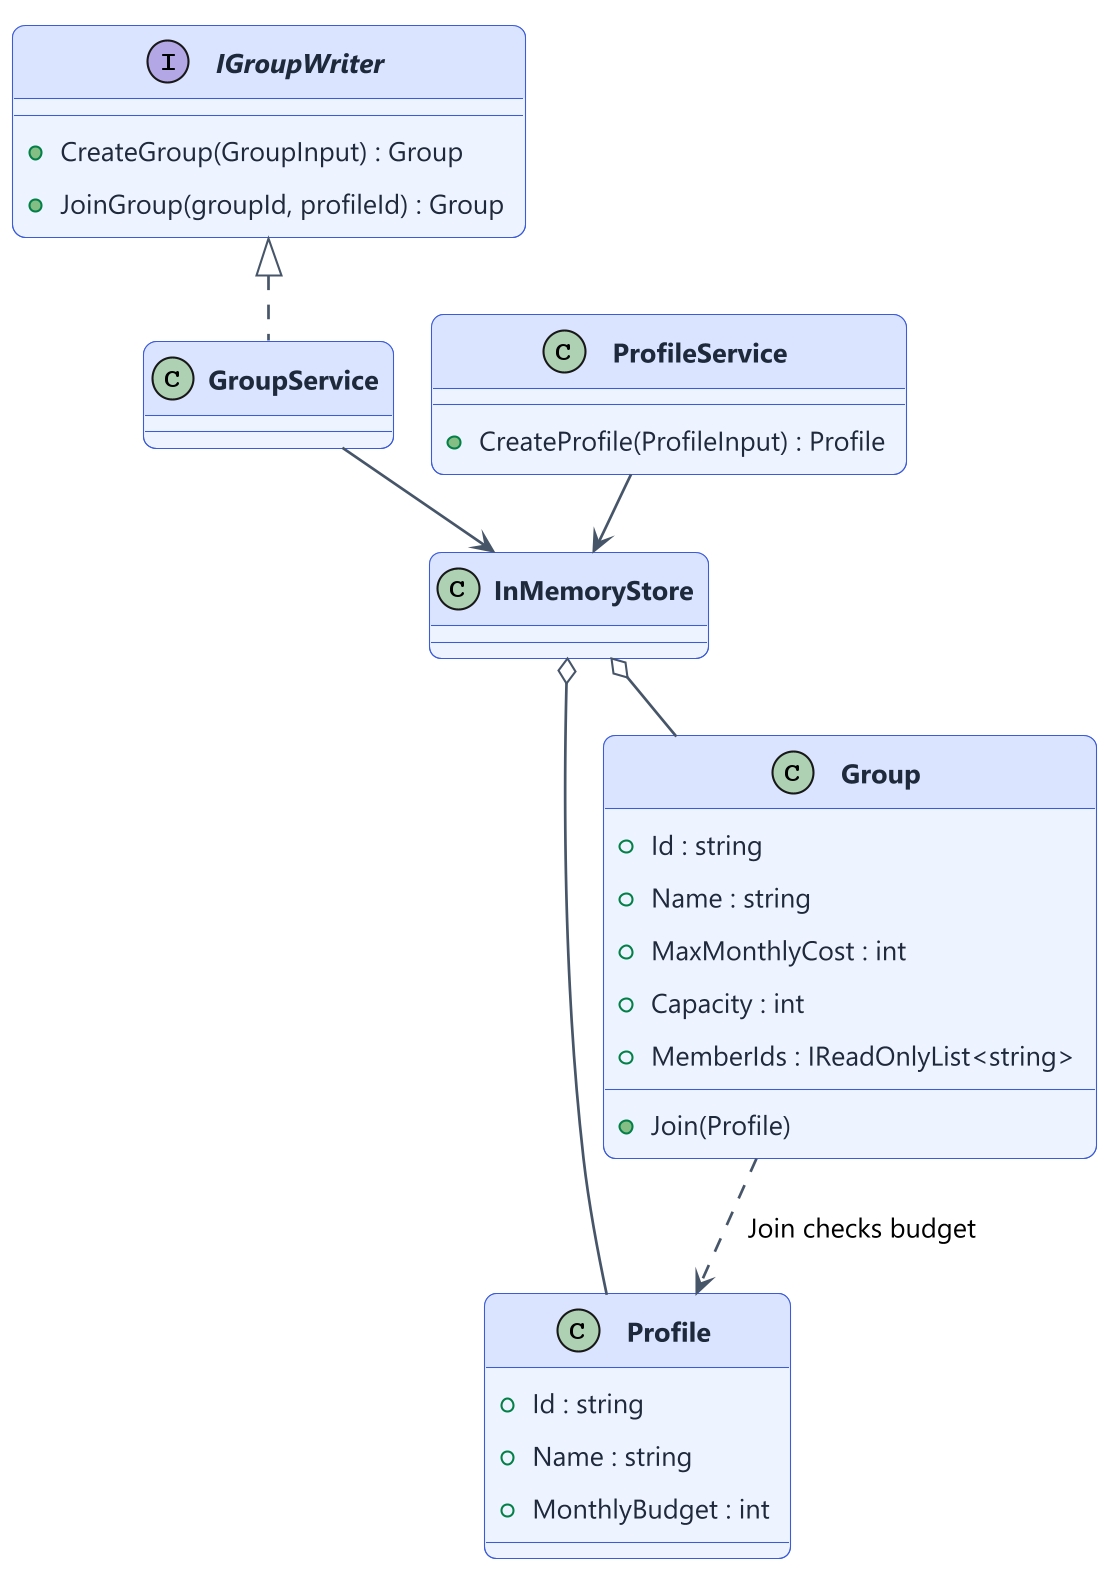 I IGroupWriter
CreateGroup(GroupInput) : Group
JoinGroup(groupId, profileId) : Group
C GroupService
C ProfileService
CreateProfile(ProfileInput) : Profile
C InMemoryStore
C Group
Id : string
Name : string
MaxMonthlyCost : int
Capacity : int
MemberIds : IReadOnlyList<string>
Join(Profile)
Join checks budget
C Profile
Id : string
Name : string
MonthlyBudget : int